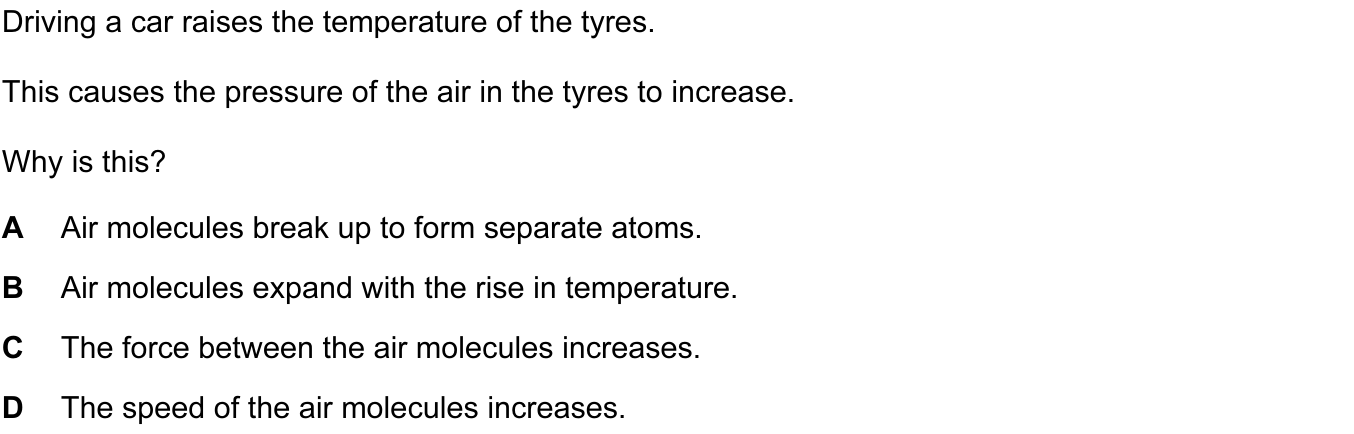 Driving a car raises the temperature of the tyres.
This causes the pressure of the air in the tyres to increase.
Why is this?
A Air molecules break up to form separate atoms.
B Air molecules expand with the rise in temperature.
C The force between the air molecules increases.
D The speed of the air molecules increases.